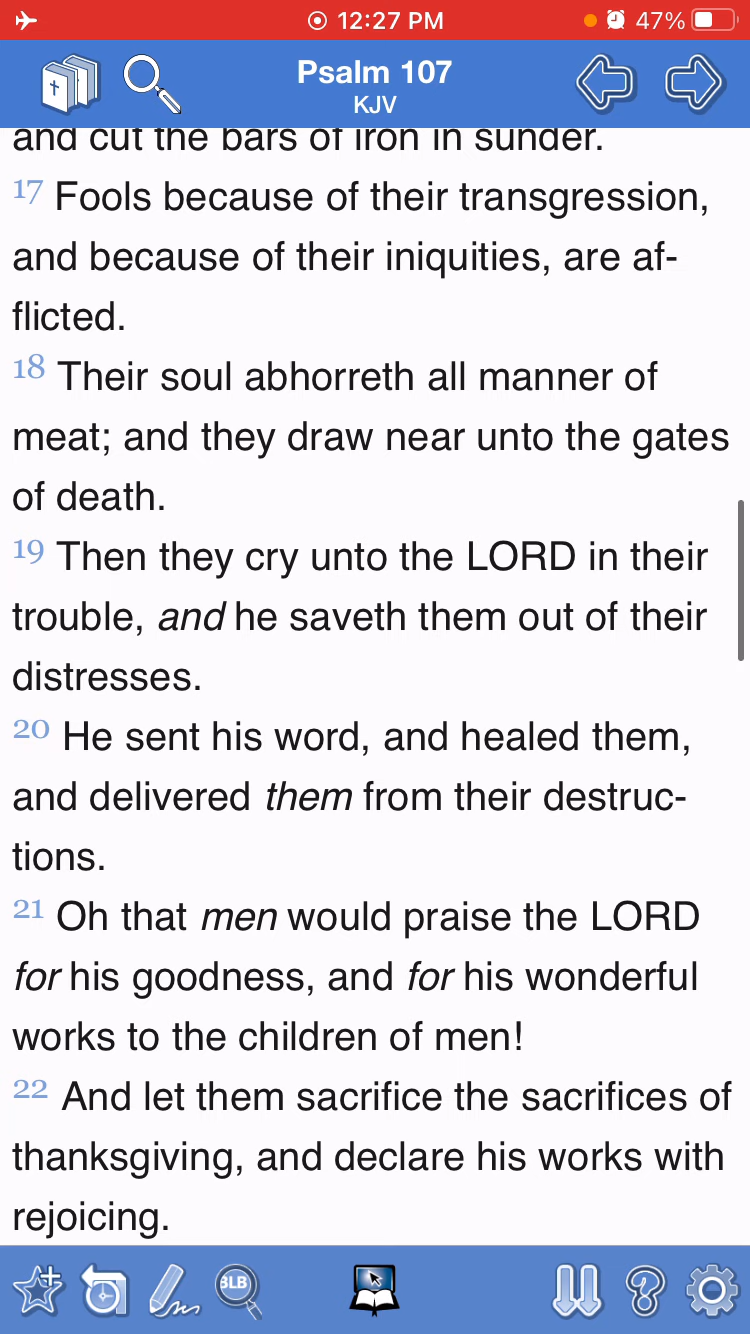 12:27 PM
47%
Psalm 107
KJV
and cut the bars of iron in sunder.
17 Fools because of their transgression,
and because of their iniquities, are af-
flicted.
18 Their soul abhorreth all manner of
meat; and they draw near unto the gates
of death.
19 Then they cry unto the LORD in their
trouble, and he saveth them out of their
distresses.
20 He sent his word, and healed them,
and delivered them from their destruc-
tions.
21 Oh that men would praise the LORD
for his goodness, and for his wonderful
works to the children of men!
22 And let them sacrifice the sacrifices of
thanksgiving, and declare his works with
rejoicing.
BLB